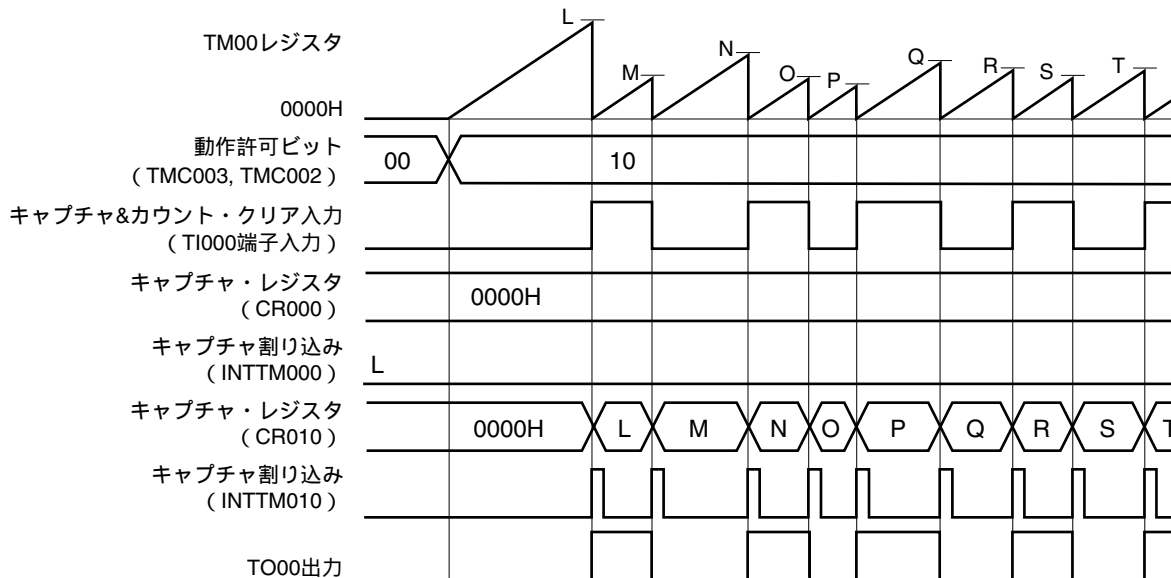 TM00レジスタ
L
M
N
O
P
Q
R
S
T
0000H
動作許可ビット
（TMC003, TMC002）
00
10
キャプチャ&カウント・クリア入力
（TI000端子入力）
キャプチャ・レジスタ
（CR000）
0000H
キャプチャ割り込み
（INTTM000）
L
キャプチャ・レジスタ
（CR010）
0000H
L
M
N
O
P
Q
R
S
T
キャプチャ割り込み
（INTTM010）
TO00出力